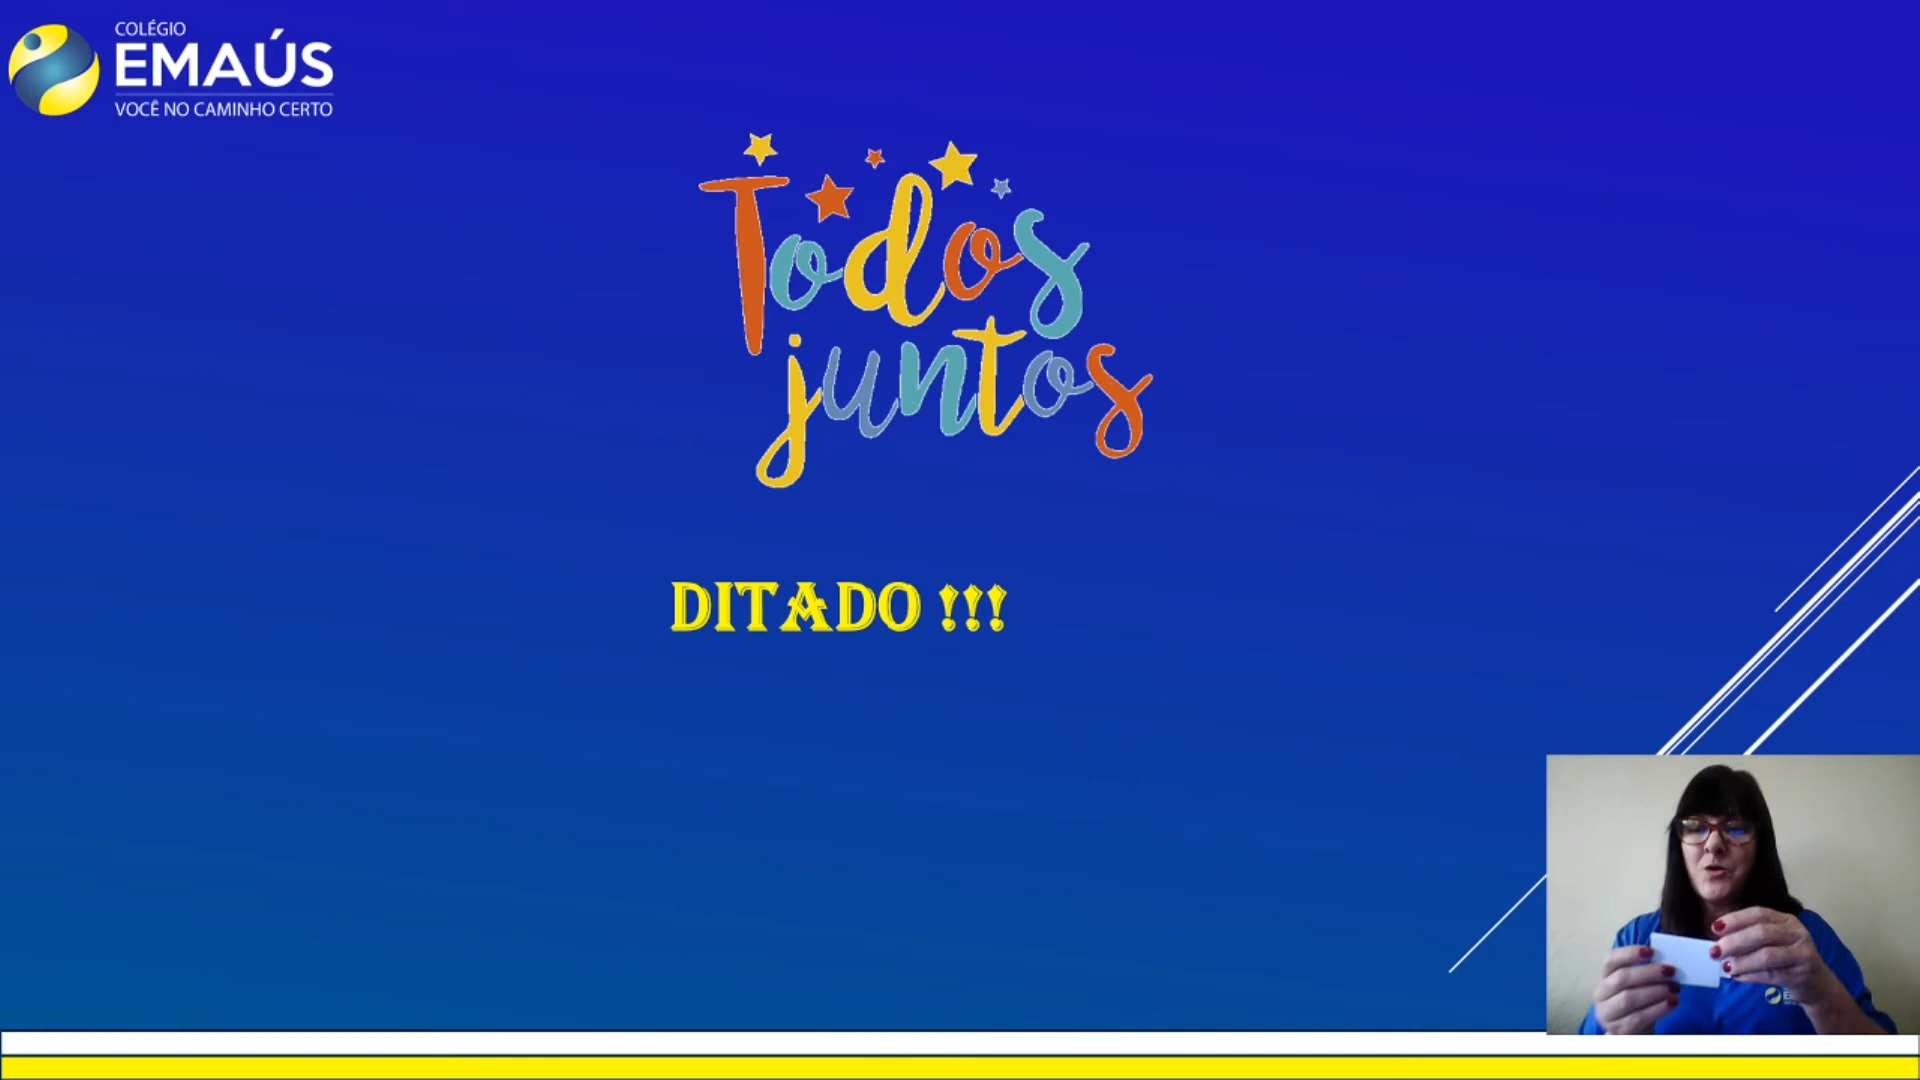 COLÉGIO
EMAÚS
VOCÊ NO CAMINHO CERTO
Todos
juntos
DITADO !!!